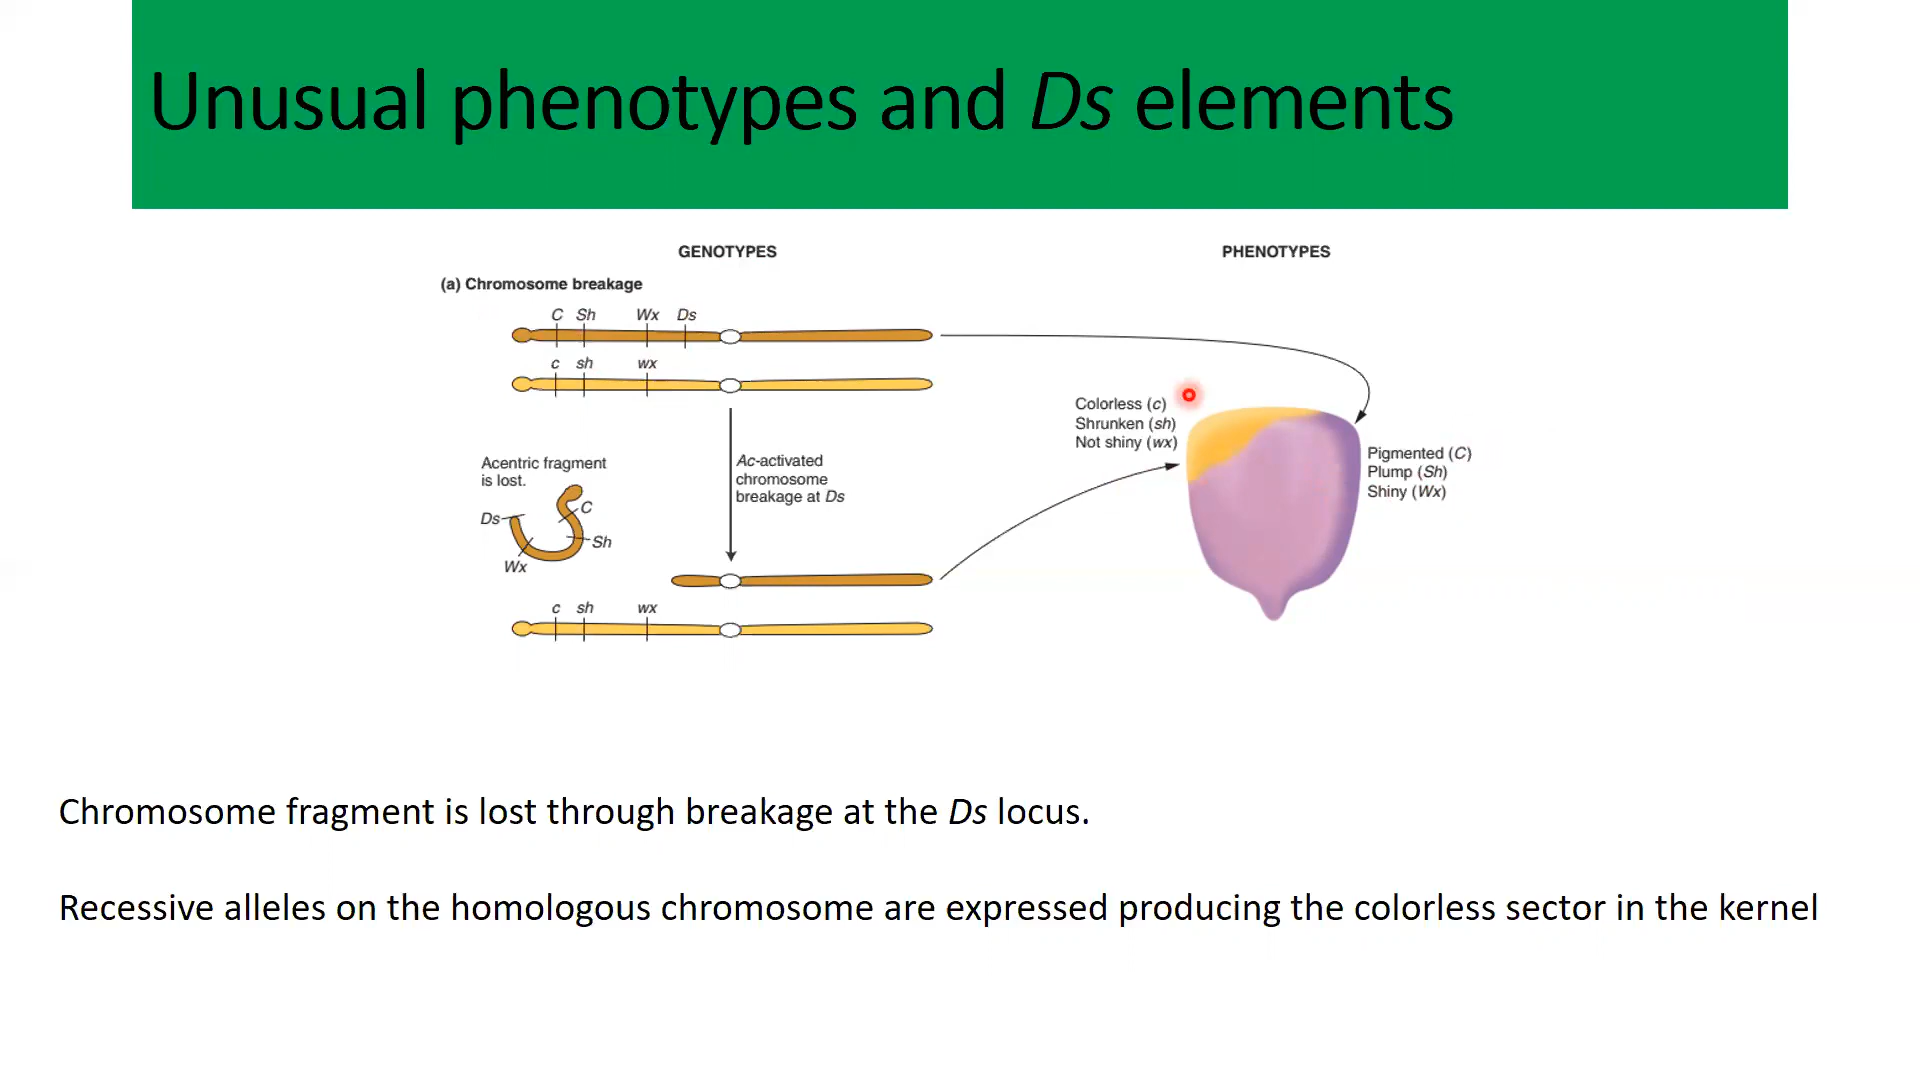 Unusual phenotypes and Ds elements
GENOTYPES
PHENOTYPES
(a) Chromosome breakage
C Sh Wx Ds
c sh wx
Colorless (c)
Shrunken (sh)
Not shiny (wx)
Pigmented (C)
Plump (Sh)
Shiny (Wx)
Acentric fragment
is lost.
Ds
C
Sh
Wx
Ac-activated
chromosome
breakage at Ds
c sh wx
Chromosome fragment is lost through breakage at the Ds locus.
Recessive alleles on the homologous chromosome are expressed producing the colorless sector in the kernel